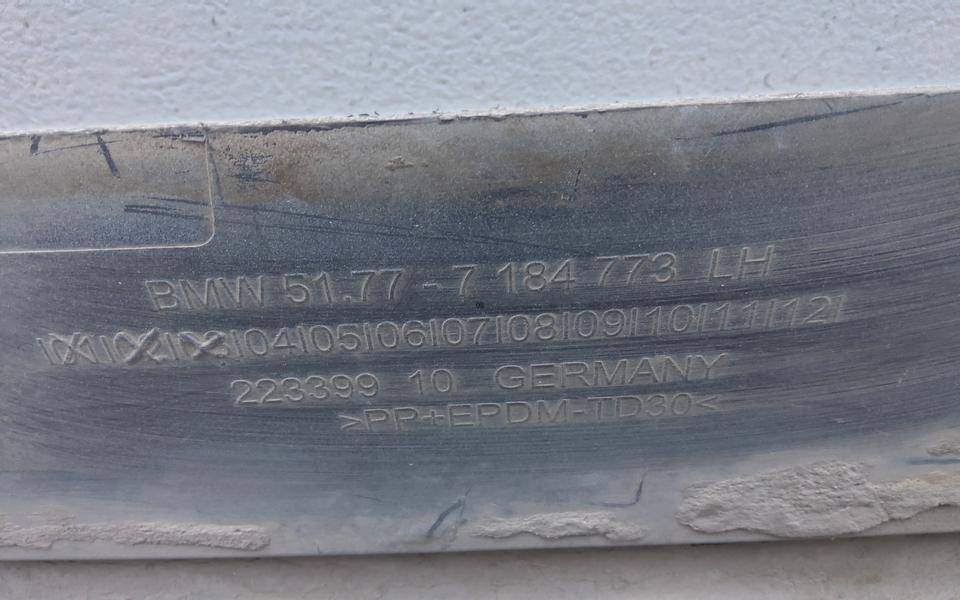 BMW 51.77 - 7 184 773 LH
|X|X|X|04|05|06|07|08|09|10|11|12|
223399 10 GERMANY
>PP+EPDM-TD30<